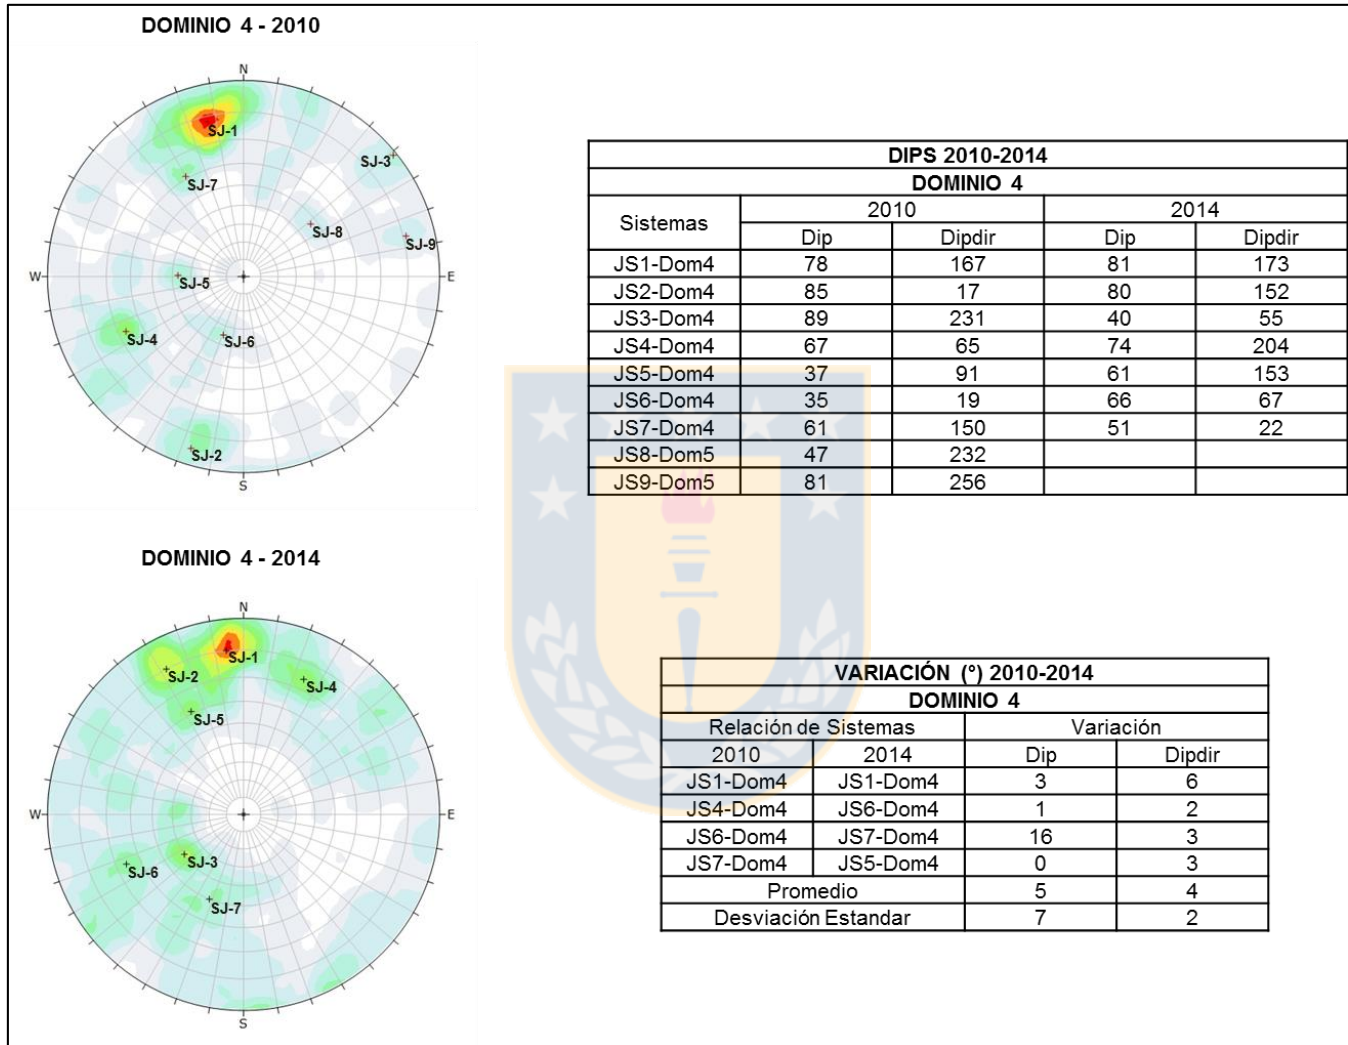 DOMINIO 4 - 2010
N
SJ-1
SJ-3
SJ-7
SJ-8
SJ-9
W
E
SJ-5
SJ-4
SJ-6
SJ-2
S
DIPS 2010-2014
DOMINIO 4
Sistemas 2010 2014
Dip Dipdir Dip Dipdir
JS1-Dom4 78 167 81 173
JS2-Dom4 85 17 80 152
JS3-Dom4 89 231 40 55
JS4-Dom4 67 65 74 204
JS5-Dom4 37 91 61 153
JS6-Dom4 35 19 66 67
JS7-Dom4 61 150 51 22
JS8-Dom5 47 232
JS9-Dom5 81 256
DOMINIO 4 - 2014
N
SJ-1
SJ-2
SJ-4
SJ-5
W
E
SJ-3
SJ-6
SJ-7
S
VARIACIÓN (°) 2010-2014
DOMINIO 4
Relación de Sistemas Variación
2010 2014 Dip Dipdir
JS1-Dom4 JS1-Dom4 3 6
JS4-Dom4 JS6-Dom4 1 2
JS6-Dom4 JS7-Dom4 16 3
JS7-Dom4 JS5-Dom4 0 3
Promedio 5 4
Desviación Estandar 7 2